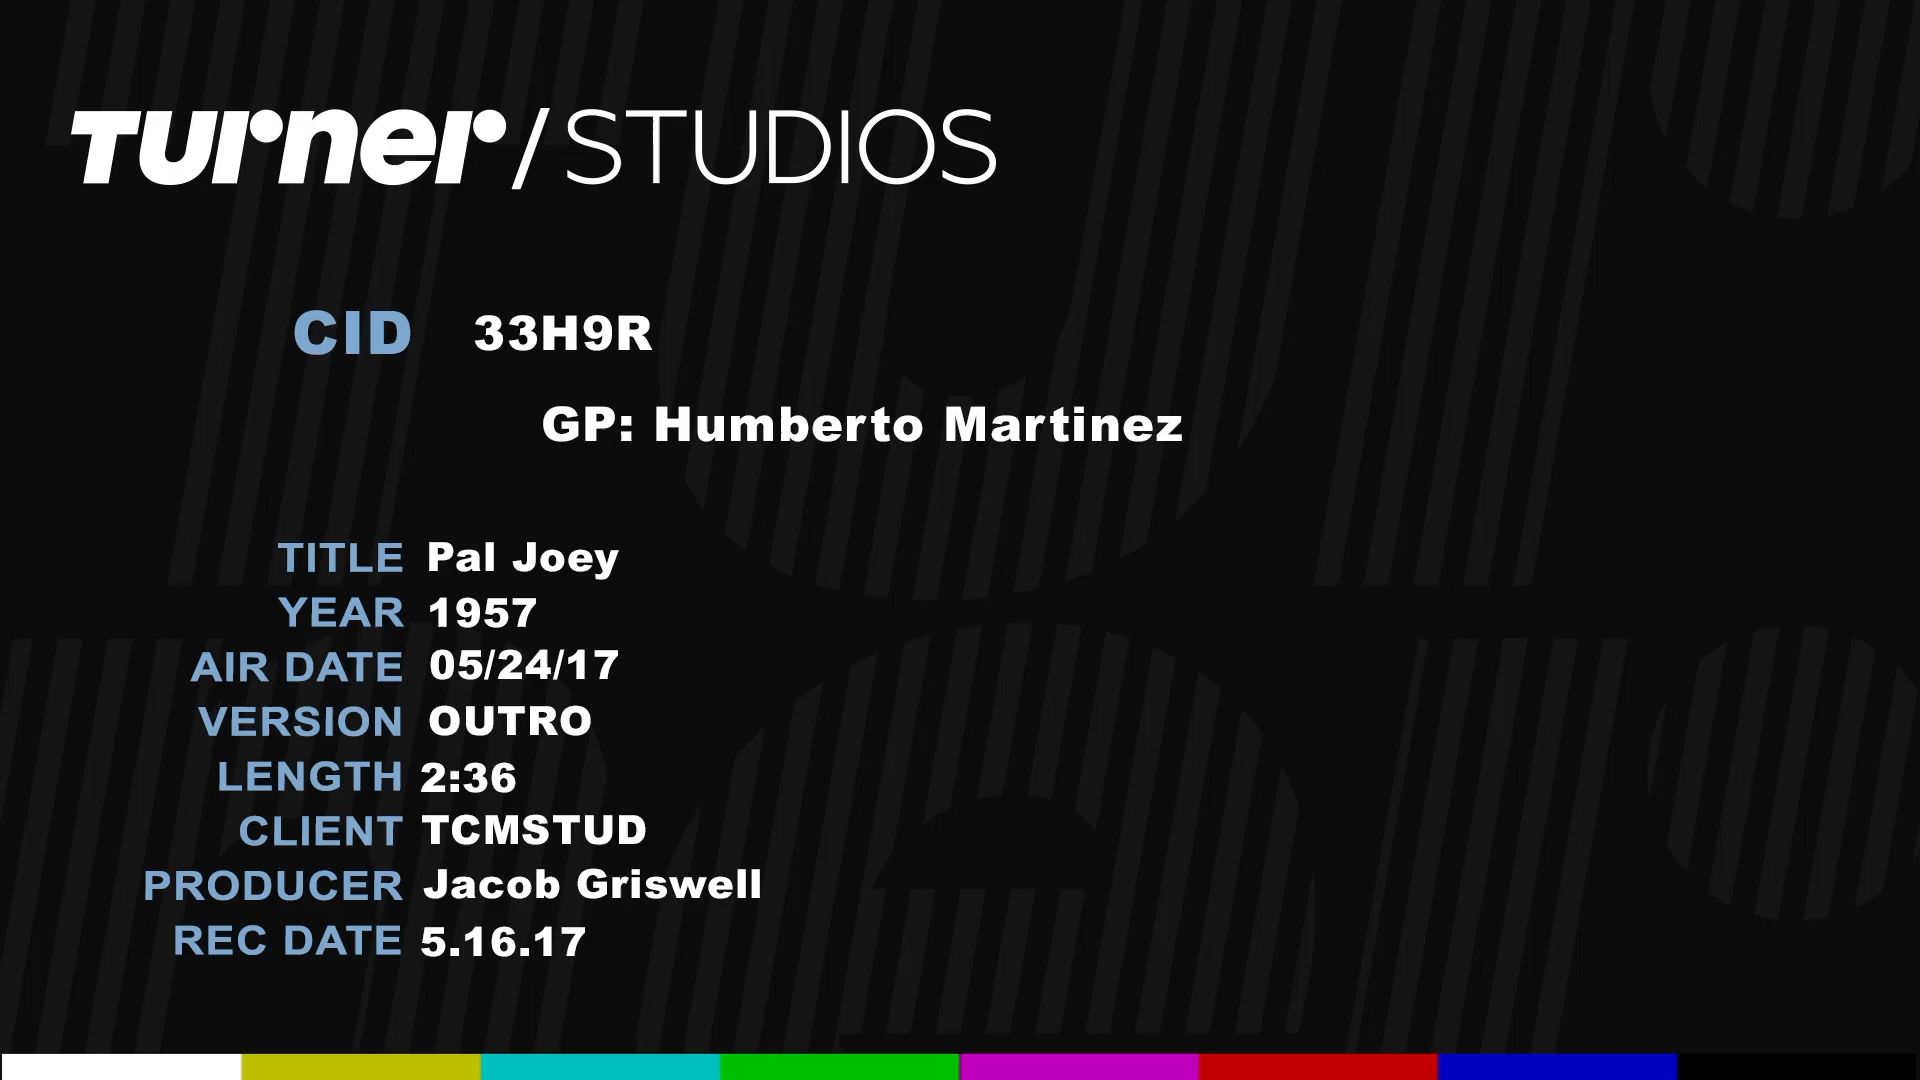 Turner/STUDIOS
CID 33H9R
GP: Humberto Martinez
TITLE Pal Joey
YEAR 1957
AIR DATE 05/24/17
VERSION OUTRO
LENGTH 2:36
CLIENT TCMSTUD
PRODUCER Jacob Griswell
REC DATE 5.16.17